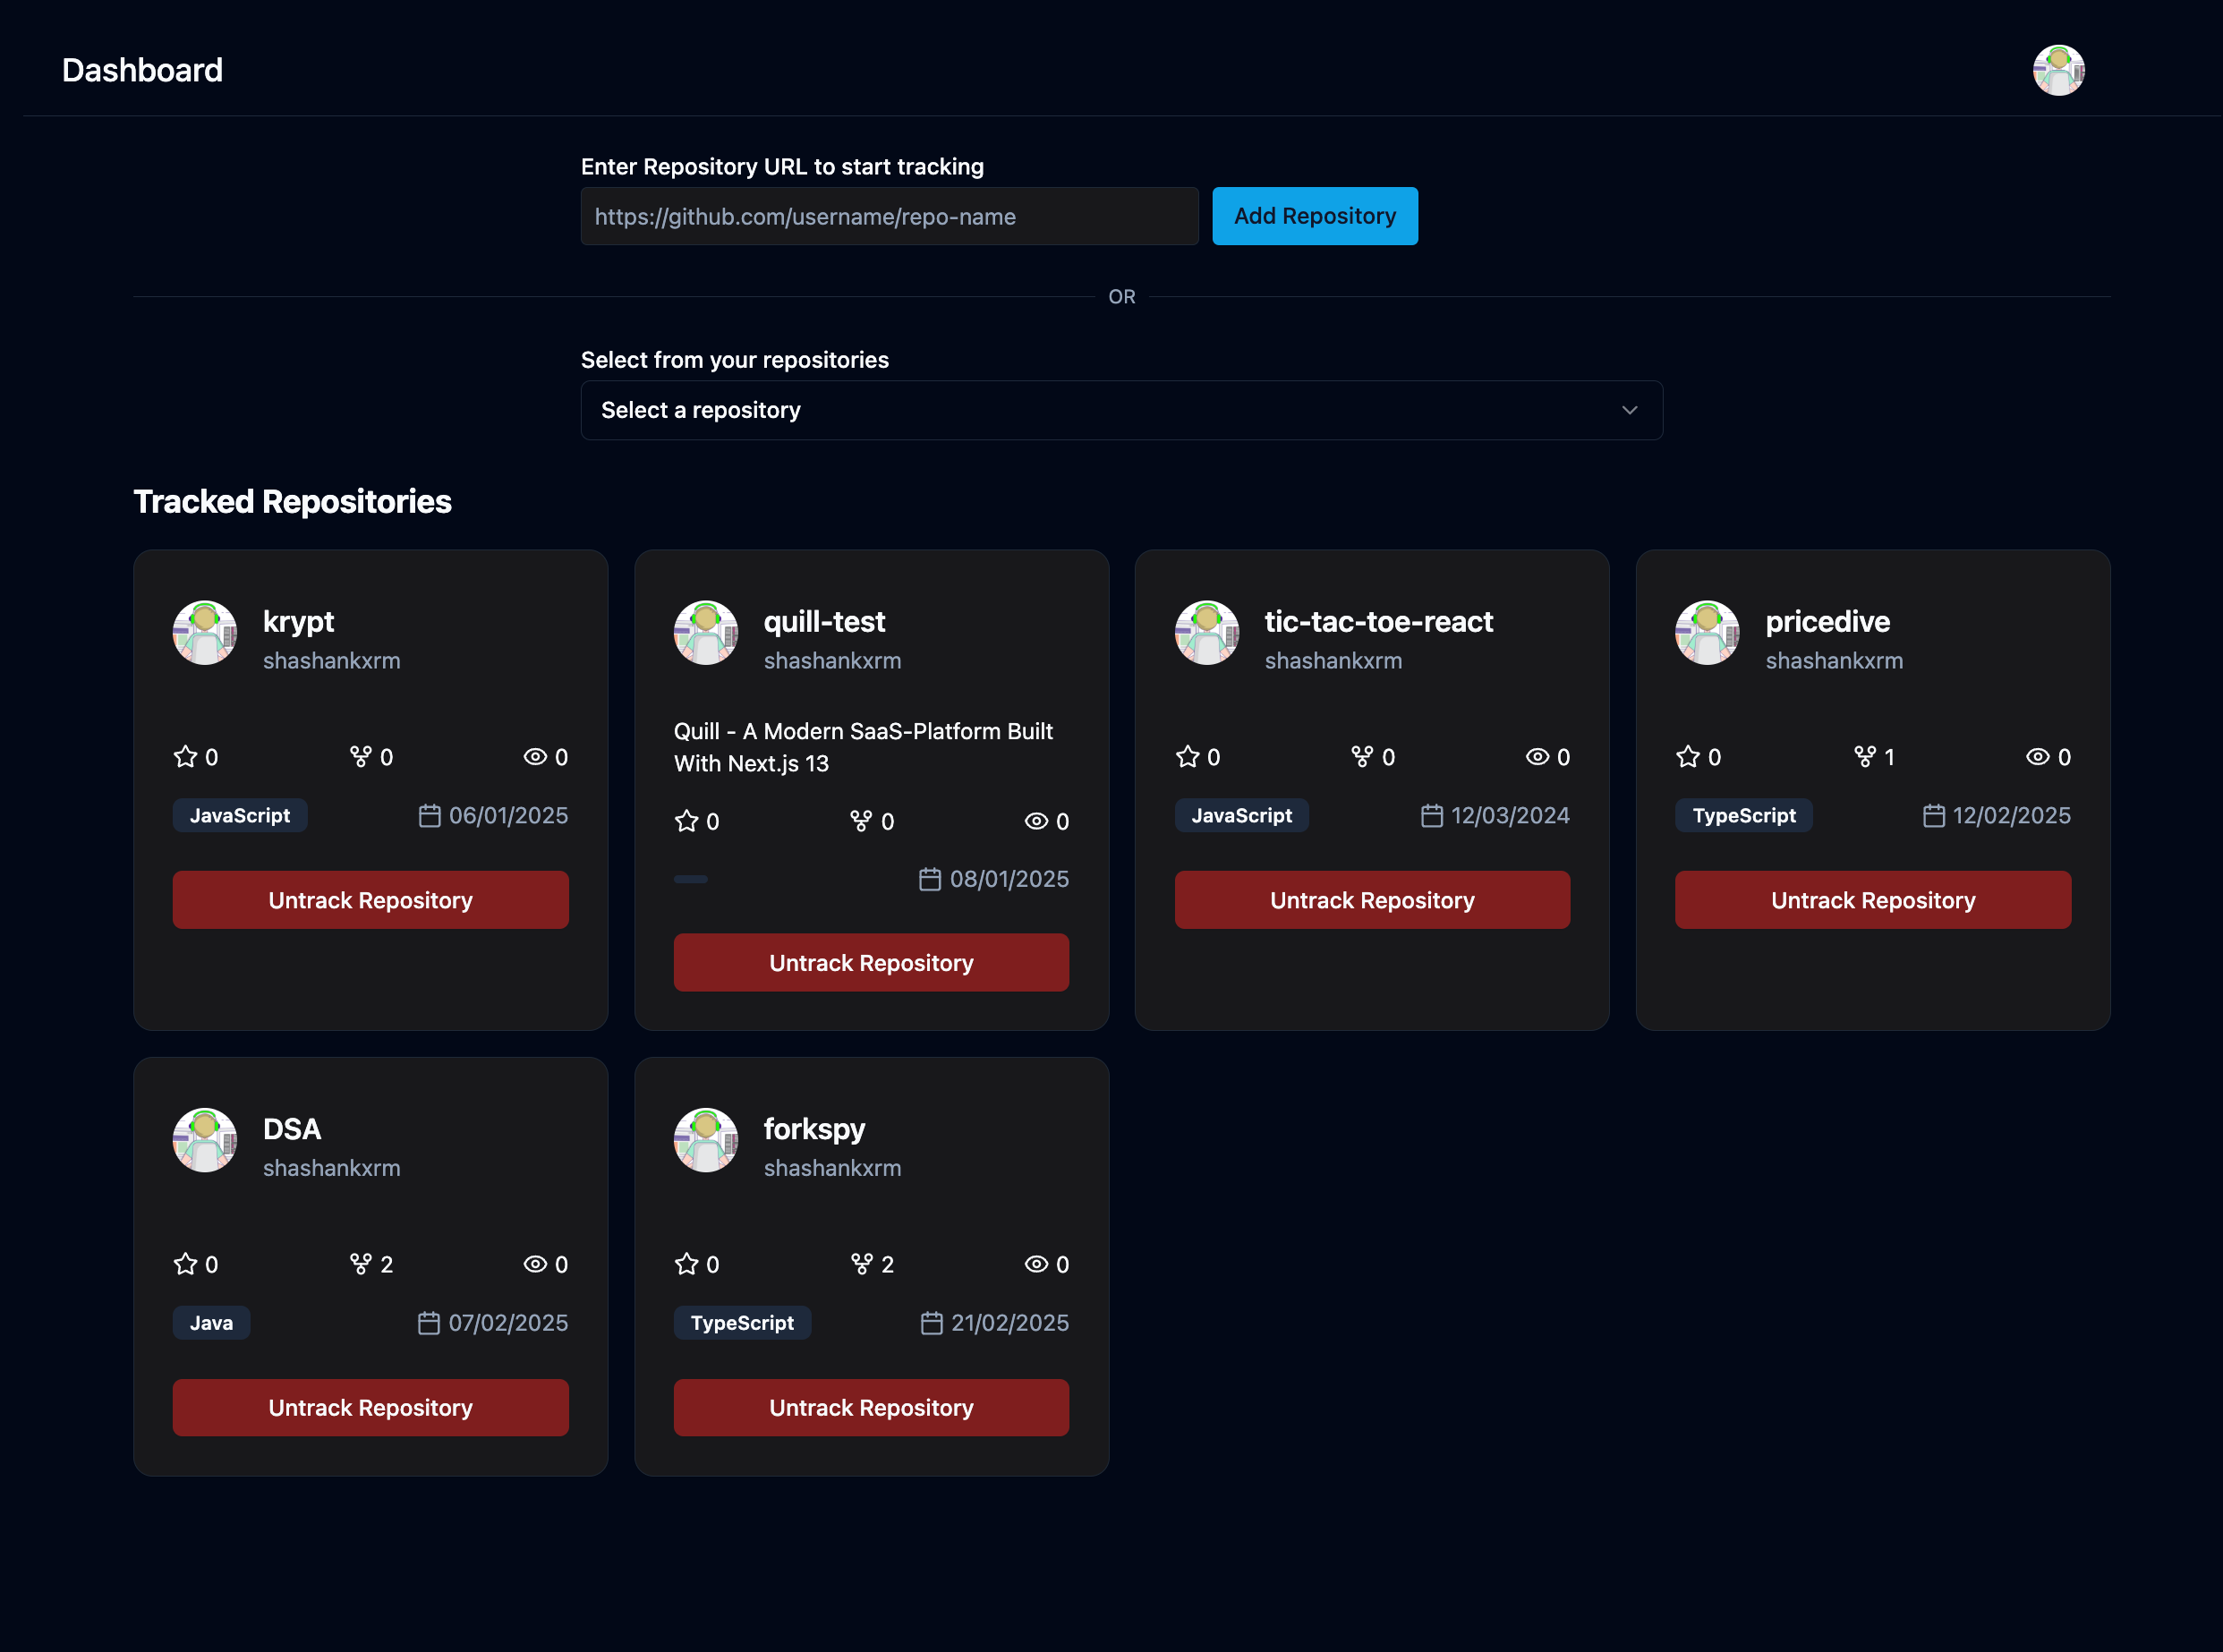 Dashboard
Enter Repository URL to start tracking
https://github.com/username/repo-name
Add Repository
OR
Select from your repositories
Select a repository
Tracked Repositories
krypt
shashankxrm
0 0 0
JavaScript 06/01/2025
Untrack Repository
quill-test
shashankxrm
Quill - A Modern SaaS-Platform Built
With Next.js 13
0 0 0
08/01/2025
Untrack Repository
tic-tac-toe-react
shashankxrm
0 0 0
JavaScript 12/03/2024
Untrack Repository
pricedive
shashankxrm
0 1 0
TypeScript 12/02/2025
Untrack Repository
DSA
shashankxrm
0 2 0
Java 07/02/2025
Untrack Repository
forkspy
shashankxrm
0 2 0
TypeScript 21/02/2025
Untrack Repository